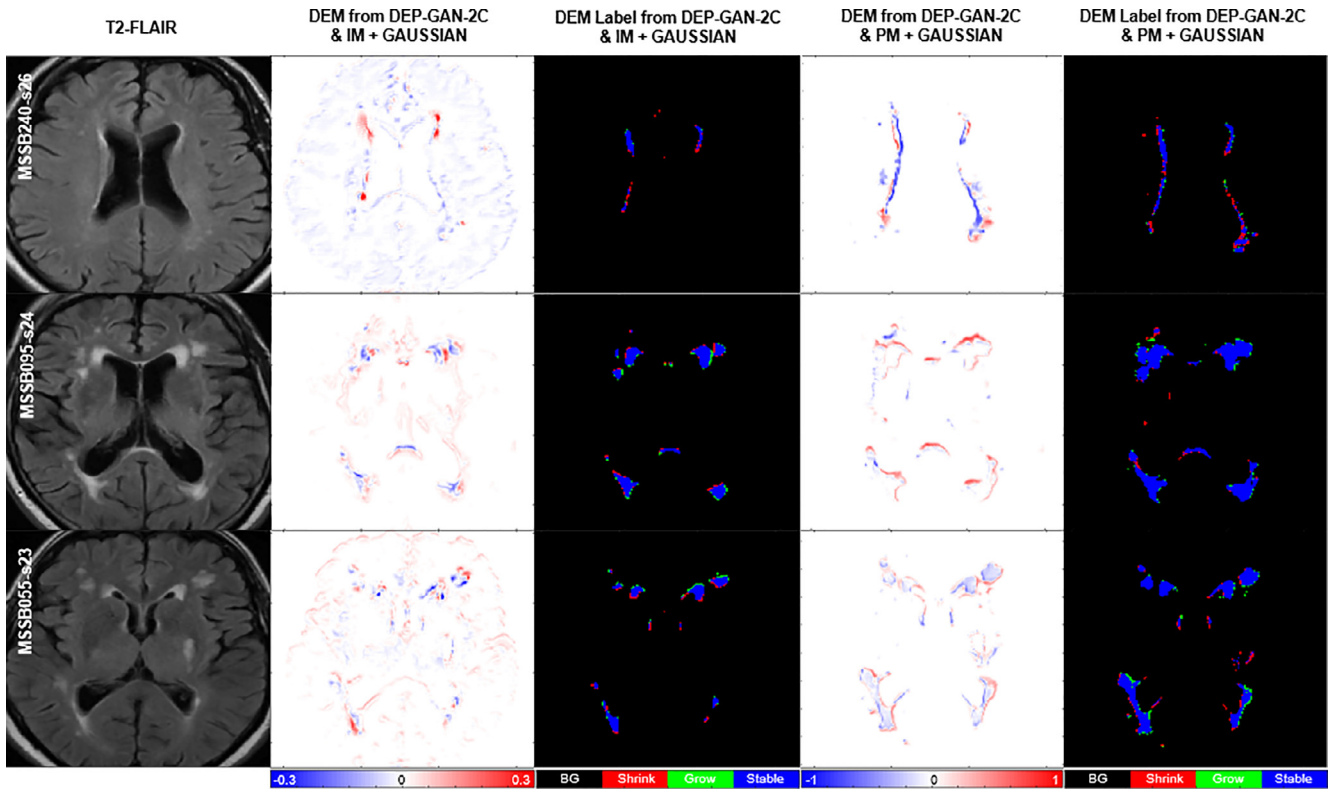 T2-FLAIR
DEM from DEP-GAN-2C
& IM + GAUSSIAN
DEM Label from DEP-GAN-2C
& IM + GAUSSIAN
DEM from DEP-GAN-2C
& PM + GAUSSIAN
DEM Label from DEP-GAN-2C
& PM + GAUSSIAN
MSSB240-s26
MSSB095-s24
MSSB055-s23
-0.3 0 0.3
BG Shrink Grow Stable
-1 0 1
BG Shrink Grow Stable